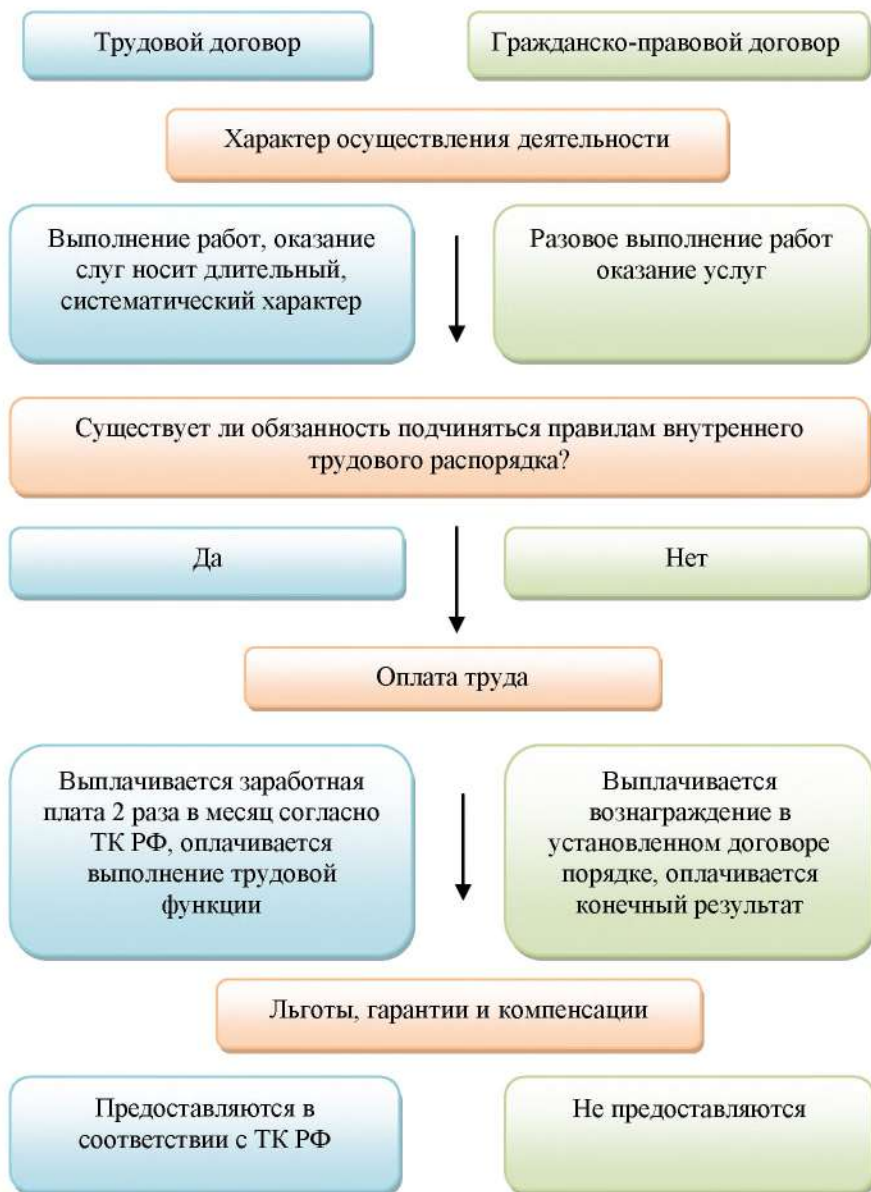 Трудовой договор
Гражданско-правовой договор
Характер осуществления деятельности
Выполнение работ, оказание
слуг носит длительный,
систематический характер
Разовое выполнение работ
оказание услуг
Существует ли обязанность подчиняться правилам внутреннего
трудового распорядка?
Да
Нет
Оплата труда
Выплачивается заработная
плата 2 раза в месяц согласно
ТК РФ, оплачивается
выполнение трудовой
функции
Выплачивается
вознаграждение в
установленном договоре
порядке, оплачивается
конечный результат
Льготы, гарантии и компенсации
Предоставляются в
соответствии с ТК РФ
Не предоставляются